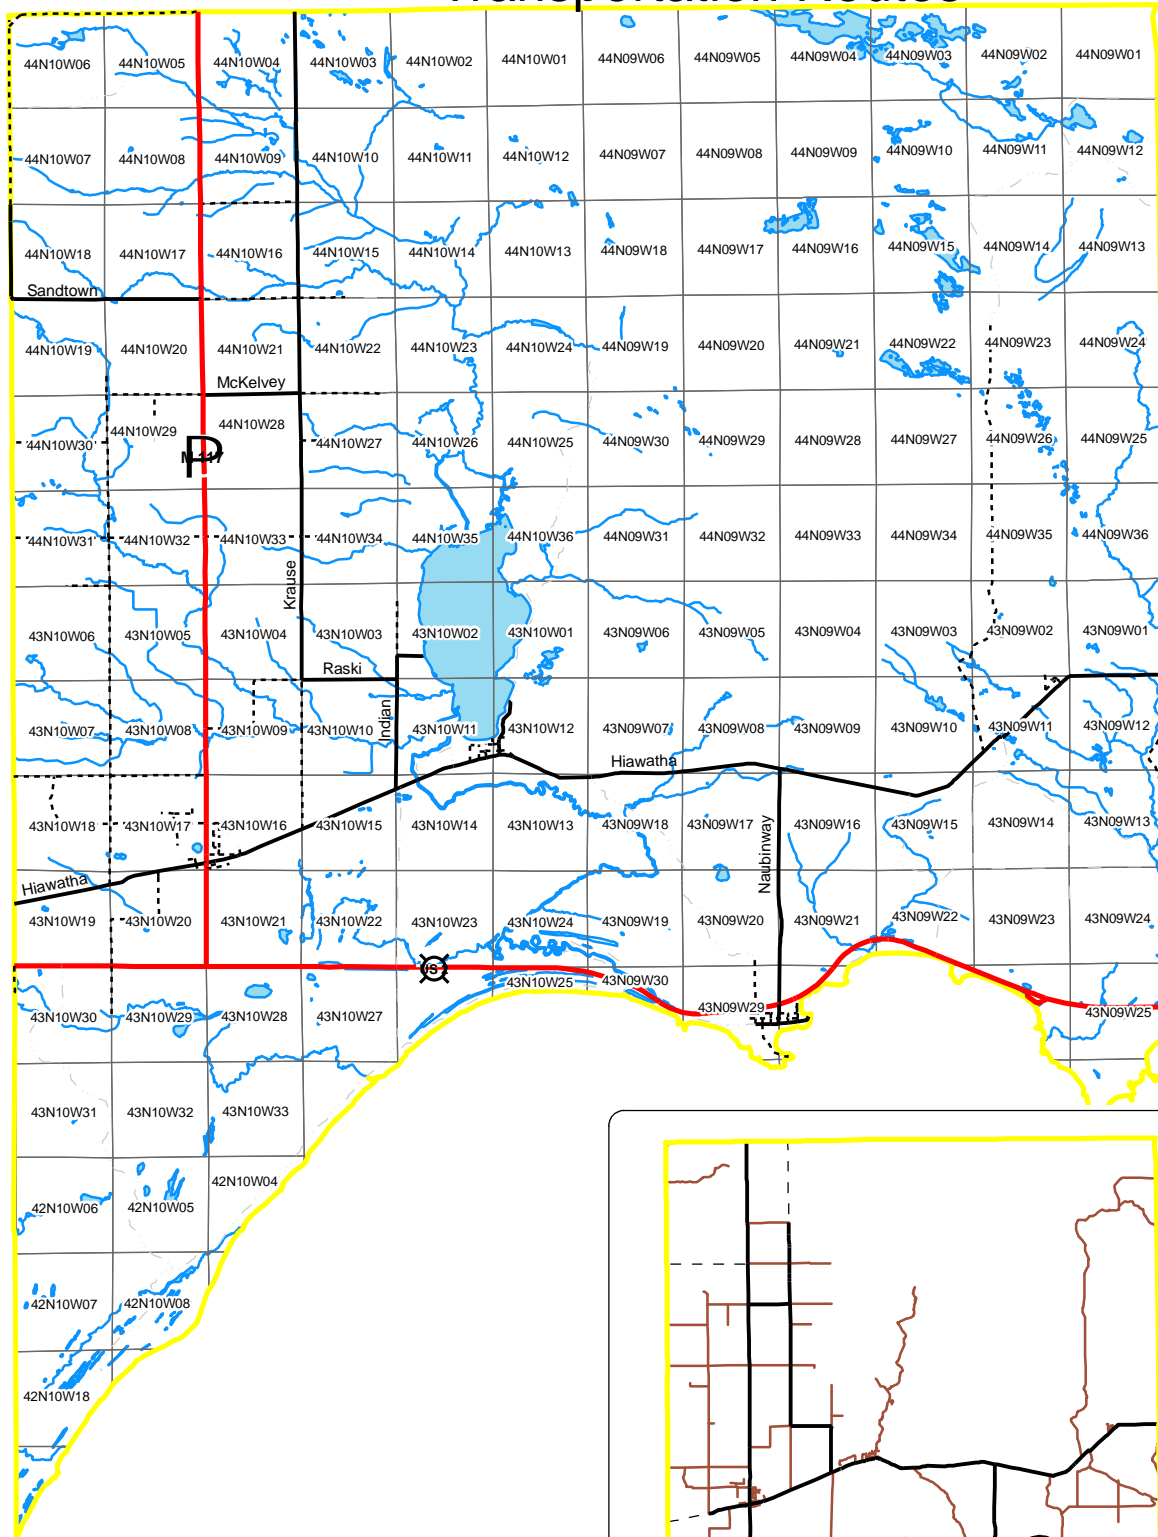 Transportation Routes
44N10W06 44N10W05 44N10W04 44N10W03 44N10W02 44N10W01 44N09W06 44N09W05 44N09W04 44N09W03 44N09W02 44N09W01
44N10W07 44N10W08 44N10W09 44N10W10 44N10W11 44N10W12 44N09W07 44N09W08 44N09W09 44N09W10 44N09W11 44N09W12
44N10W18 44N10W17 44N10W16 44N10W15 44N10W14 44N10W13 44N09W18 44N09W17 44N09W16 44N09W15 44N09W14 44N09W13
Sandtown
44N10W19 44N10W20 44N10W21 44N10W22 44N10W23 44N10W24 44N09W19 44N09W20 44N09W21 44N09W22 44N09W23 44N09W24
McKelvey
44N10W30 44N10W29 44N10W28 44N10W27 44N10W26 44N10W25 44N09W30 44N09W29 44N09W28 44N09W27 44N09W26 44N09W25
P
M 117
44N10W31 44N10W32 44N10W33 44N10W34 44N10W35 44N10W36 44N09W31 44N09W32 44N09W33 44N09W34 44N09W35 44N09W36
Krause
43N10W06 43N10W05 43N10W04 43N10W03 43N10W02 43N10W01 43N09W06 43N09W05 43N09W04 43N09W03 43N09W02 43N09W01
Raski
Indian
43N10W07 43N10W08 43N10W09 43N10W10 43N10W11 43N10W12 43N09W07 43N09W08 43N09W09 43N09W10 43N09W11 43N09W12
Hiawatha
43N10W18 43N10W17 43N10W16 43N10W15 43N10W14 43N10W13 43N09W18 43N09W17 43N09W16 43N09W15 43N09W14 43N09W13
Naubinway
Hiawatha
43N10W19 43N10W20 43N10W21 43N10W22 43N10W23 43N10W24 43N09W19 43N09W20 43N09W21 43N09W22 43N09W23 43N09W24
43N10W30 43N10W29 43N10W28 43N10W27 43N10W25 43N09W30 43N09W29 43N09W25
43N10W31 43N10W32 43N10W33
42N10W06 42N10W05 42N10W04
42N10W07 42N10W08
42N10W18